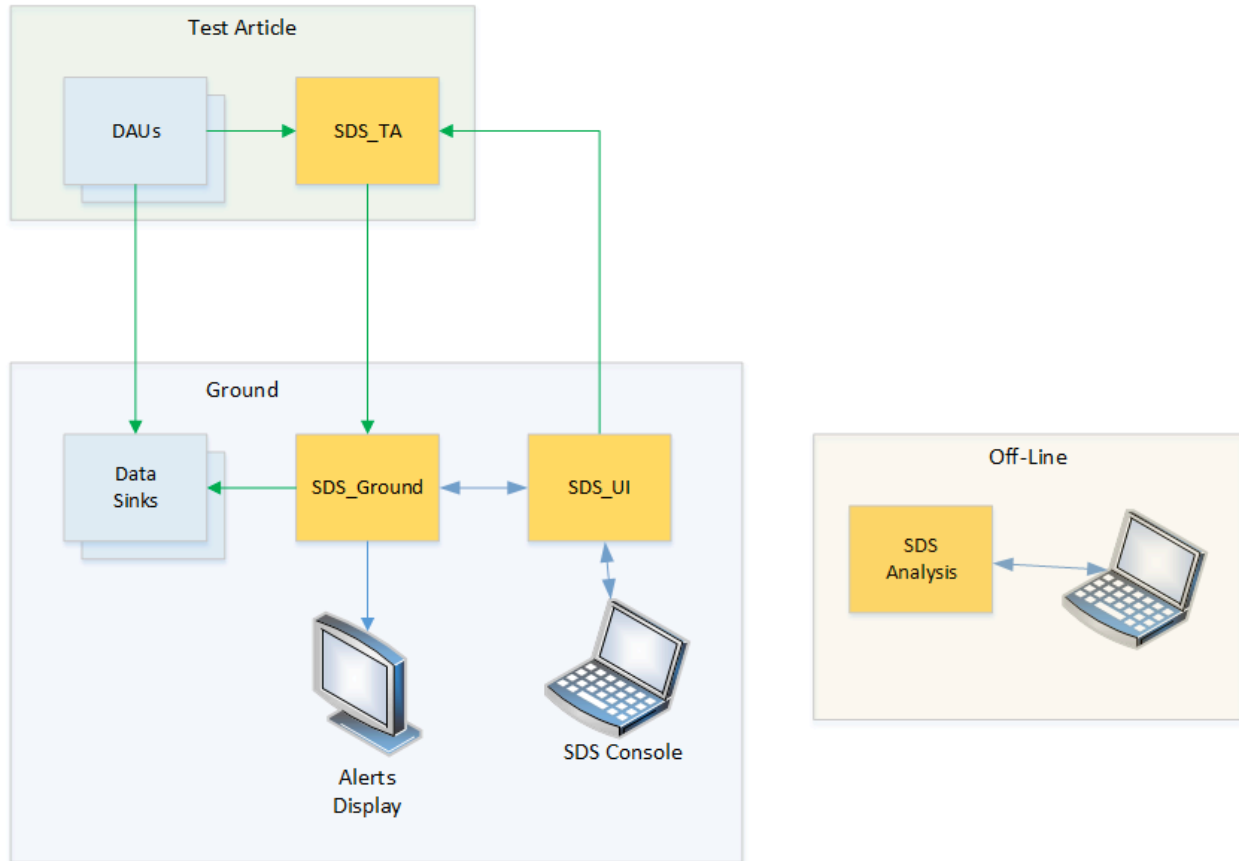 Test Article
DAUs
SDS_TA
Ground
Data
Sinks
SDS_Ground
SDS_UI
Alerts
Display
SDS Console
Off-Line
SDS
Analysis